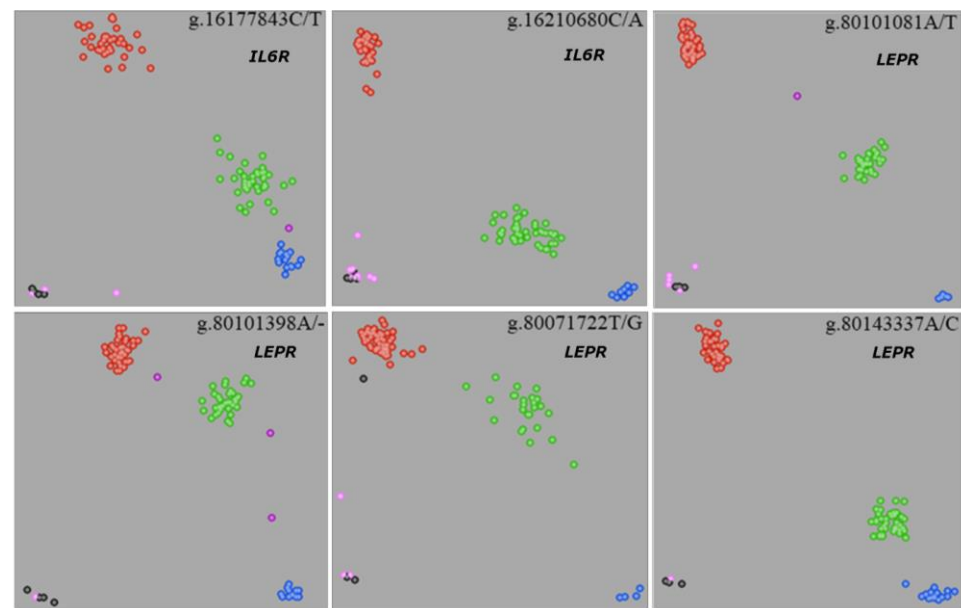 g.16177843C/T
IL6R
g.16210680C/A
IL6R
g.80101081A/T
LEPR
g.80101398A/-
LEPR
g.80071722T/G
LEPR
g.80143337A/C
LEPR